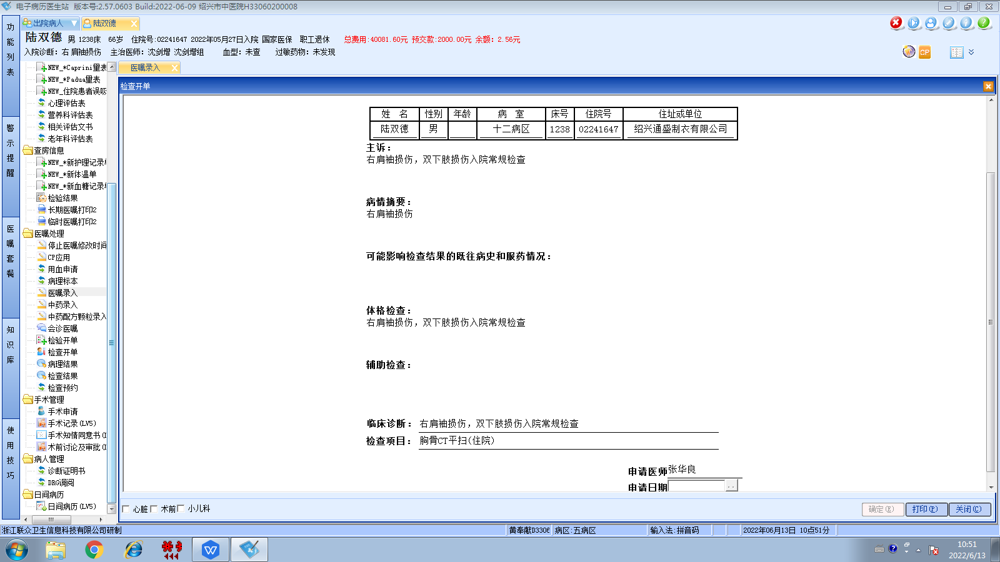 电子病历医生站 版本号:2.57.0603 Build:2022-06-09 绍兴市中医院H33060200008
出院病人
陆双德
陆双德 男 1238床 66岁 住院号:02241647 2022年05月27日入院 国家医保 职工退休 总费用:40081.60元 预交款:2000.00元 余额: 2.56元
入院诊断: 右 肩袖损伤 主治医师: 沈剑增 沈剑增组 血型: 未查 过敏药物: 未发现
CP
功能列表
警示提醒
医嘱套餐
知识库
使用技巧
NEW_*Caprini量表
NEW_*Padua量表
NEW_住院患者误吸
心理评估表
营养科评估表
相关评估文书
老年科评估表
查房信息
NEW_*新护理记录单
NEW_*新体温单
NEW_*新血糖记录单
检验结果
长期医嘱打印2
临时医嘱打印2
医嘱处理
停止医嘱修改时间
CP应用
用血申请
病理标本
医嘱录入
中药录入
中药配方颗粒录入
会诊医嘱
检验开单
检查开单
病理结果
检查结果
检查预约
手术管理
手术申请
手术记录(LV5)
手术知情同意书(L
术前讨论及审批(L
病人管理
诊断证明书
DRG调阅
日间病历
日间病历(LV5)
医嘱录入
检查开单
姓 名 性别 年龄 病 室 床号 住院号 住址或单位
陆双德 男 十二病区 1238 02241647 绍兴通盛制衣有限公司
主诉:
右肩袖损伤，双下肢损伤入院常规检查
病情摘要:
右肩袖损伤
可能影响检查结果的既往病史和服药情况:
体格检查:
右肩袖损伤，双下肢损伤入院常规检查
辅助检查:
临床诊断: 右肩袖损伤，双下肢损伤入院常规检查
检查项目: 胸骨CT平扫(住院)
申请医师 张华良
申请日期 ..
心脏 术前 小儿科
确定(E) 打印(P) 关闭(C)
浙江联众卫生信息科技有限公司研制 黄奉献D3306 病区:五病区 输入法:拼音码 2022年06月13日 10点51分
10:51
2022/6/13